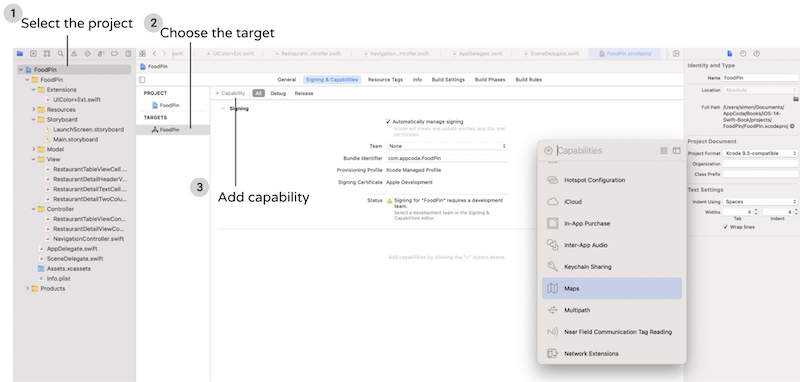 1
Select the project
2
Choose the target
UIColor+Ext.swift
Restaurant...ntroller.swift
Navigation...roller.swift
AppDelegate.swift
SceneDelegate.swift
FoodPin.xcodeproj
FoodPin
FoodPin
FoodPin
Extensions
UIColor+Ext.swift
Resources
Storyboard
LaunchScreen.storyboard
Main.storyboard
Model
View
RestaurantTableViewCell....
RestaurantDetailHeaderV...
RestaurantDetailTextCell....
RestaurantDetailTwoColu...
Controller
RestaurantTableViewCon...
RestaurantDetailViewCo...
NavigationController.swift
AppDelegate.swift
SceneDelegate.swift
Assets.xcassets
Info.plist
Products
PROJECT
FoodPin
TARGETS
FoodPin
General Signing & Capabilities Resource Tags Info Build Settings Build Phases Build Rules
+ Capability All Debug Release
Signing
Automatically manage signing
Xcode will create and update profiles, app IDs, and
certificates.
Team None
Bundle Identifier com.appcoda.FoodPin
Provisioning Profile Xcode Managed Profile
Signing Certificate Apple Development
Status Signing for "FoodPin" requires a development
team.
Select a development team in the Signing &
Capabilities editor.
Add capabilities by clicking the "+" button above.
3
Add capability
Capabilities
Hotspot Configuration
iCloud
In-App Purchase
Inter-App Audio
Keychain Sharing
Maps
Multipath
Near Field Communication Tag Reading
Network Extensions
Identity and Type
Name FoodPin
Location Absolute
Full Path /Users/simon/Documents/
AppCoda/Books/iOS-14-
Swift-Book/projects/
FoodPin/FoodPin.xcodeproj
Project Document
Project Format Xcode 9.3-compatible
Organization
Class Prefix
Text Settings
Indent Using Spaces
Widths 4 4
Tab Indent
Wrap lines